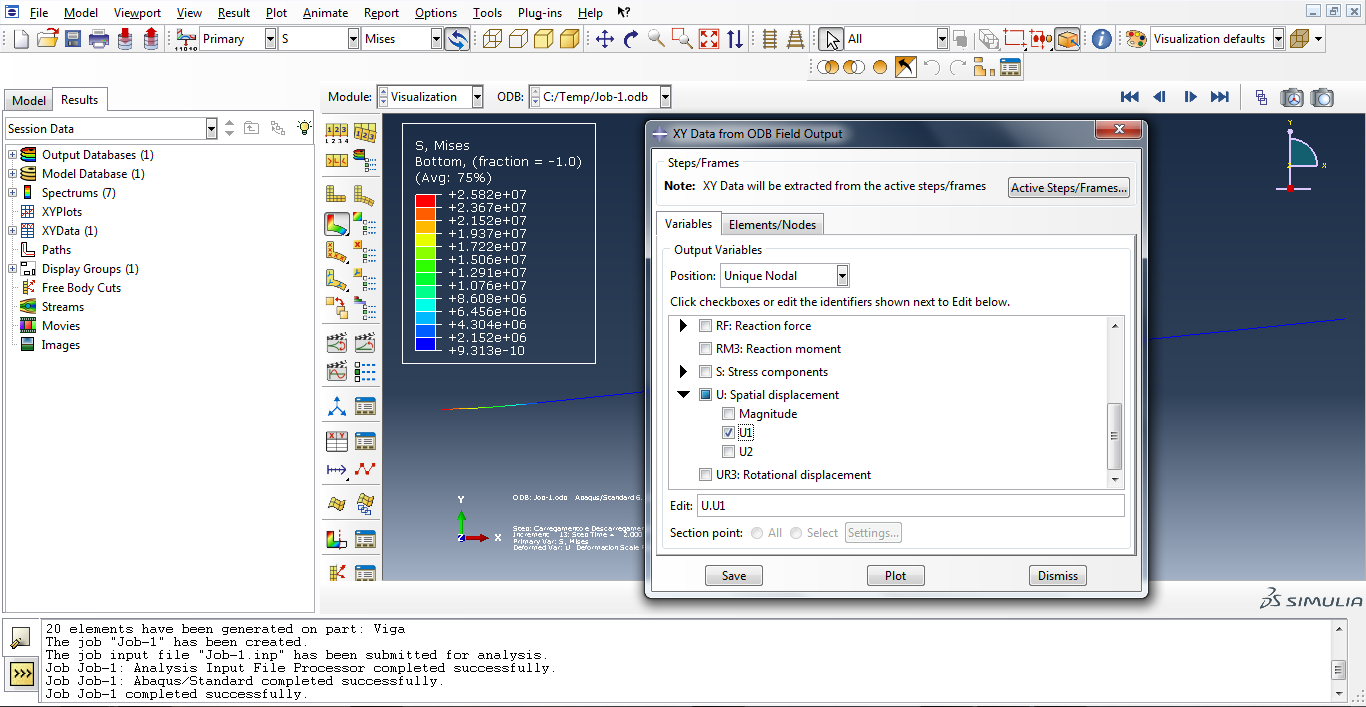 File Model Viewport View Result Plot Animate Report Options Tools Plug-ins Help
Primary S Mises All Visualization defaults
Model Results Module: Visualization ODB: C:/Temp/Job-1.odb
Session Data
Output Databases (1)
Model Database (1)
Spectrums (7)
XYPlots
XYData (1)
Paths
Display Groups (1)
Free Body Cuts
Streams
Movies
Images
S, Mises
Bottom, (fraction = -1.0)
(Avg: 75%)
+2.582e+07
+2.367e+07
+2.152e+07
+1.937e+07
+1.722e+07
+1.506e+07
+1.291e+07
+1.076e+07
+8.608e+06
+6.456e+06
+4.304e+06
+2.152e+06
+9.313e-10
Y
X
Y
Z X
ODB: Job-1.odb Abaqus/Standard 6.
Step: Carregamento e Descarregamen
Increment 13: Step Time = 2.000
Primary Var: S, Mises
Deformed Var: U Deformation Scale F
XY Data from ODB Field Output
Steps/Frames
Note: XY Data will be extracted from the active steps/frames Active Steps/Frames...
Variables Elements/Nodes
Output Variables
Position: Unique Nodal
Click checkboxes or edit the identifiers shown next to Edit below.
RF: Reaction force
RM3: Reaction moment
S: Stress components
U: Spatial displacement
Magnitude
U1
U2
UR3: Rotational displacement
Edit: U.U1
Section point: All Select Settings...
Save Plot Dismiss
SIMULIA
20 elements have been generated on part: Viga
The job "Job-1" has been created.
The job input file "Job-1.inp" has been submitted for analysis.
Job Job-1: Analysis Input File Processor completed successfully.
Job Job-1: Abaqus/Standard completed successfully.
Job Job-1 completed successfully.